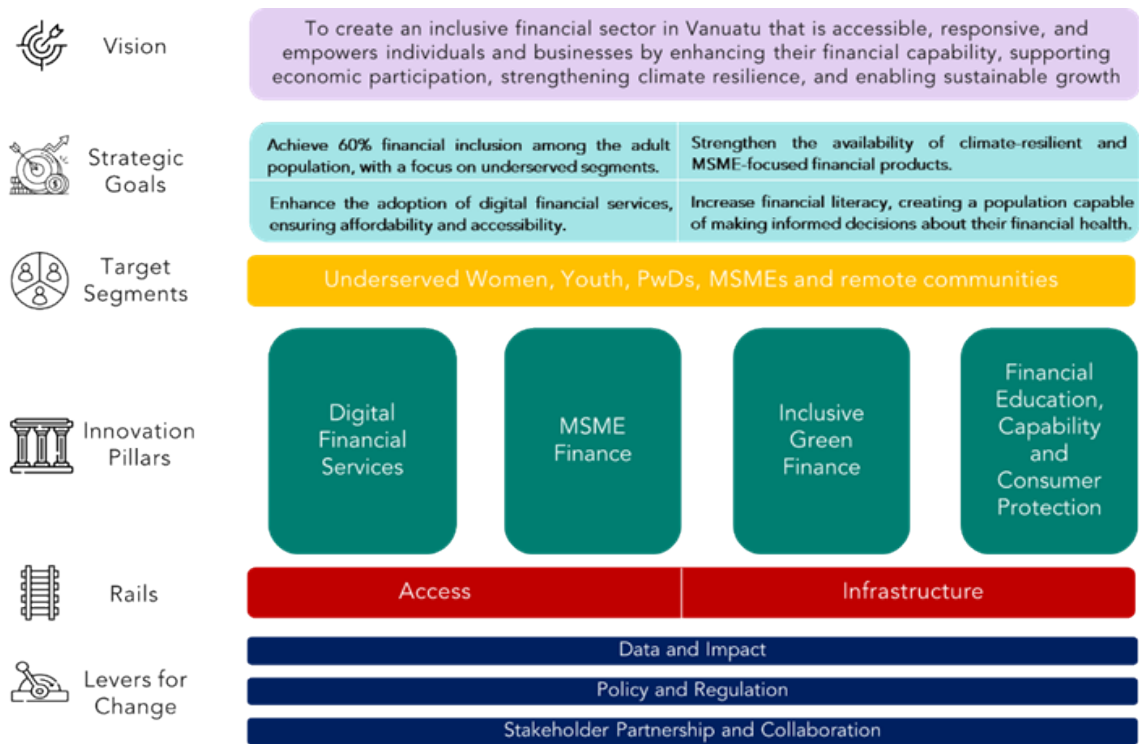 Vision
To create an inclusive financial sector in Vanuatu that is accessible, responsive, and
empowers individuals and businesses by enhancing their financial capability, supporting
economic participation, strengthening climate resilience, and enabling sustainable growth
Strategic
Goals
Achieve 60% financial inclusion among the adult
population, with a focus on underserved segments.
Strengthen the availability of climate-resilient and
MSME-focused financial products.
Enhance the adoption of digital financial services,
ensuring affordability and accessibility.
Increase financial literacy, creating a population capable
of making informed decisions about their financial health.
Target
Segments
Underserved Women, Youth, PwDs, MSMEs and remote communities
Innovation
Pillars
Digital
Financial
Services
MSME
Finance
Inclusive
Green
Finance
Financial
Education,
Capability
and
Consumer
Protection
Rails
Access
Infrastructure
Levers for
Change
Data and Impact
Policy and Regulation
Stakeholder Partnership and Collaboration